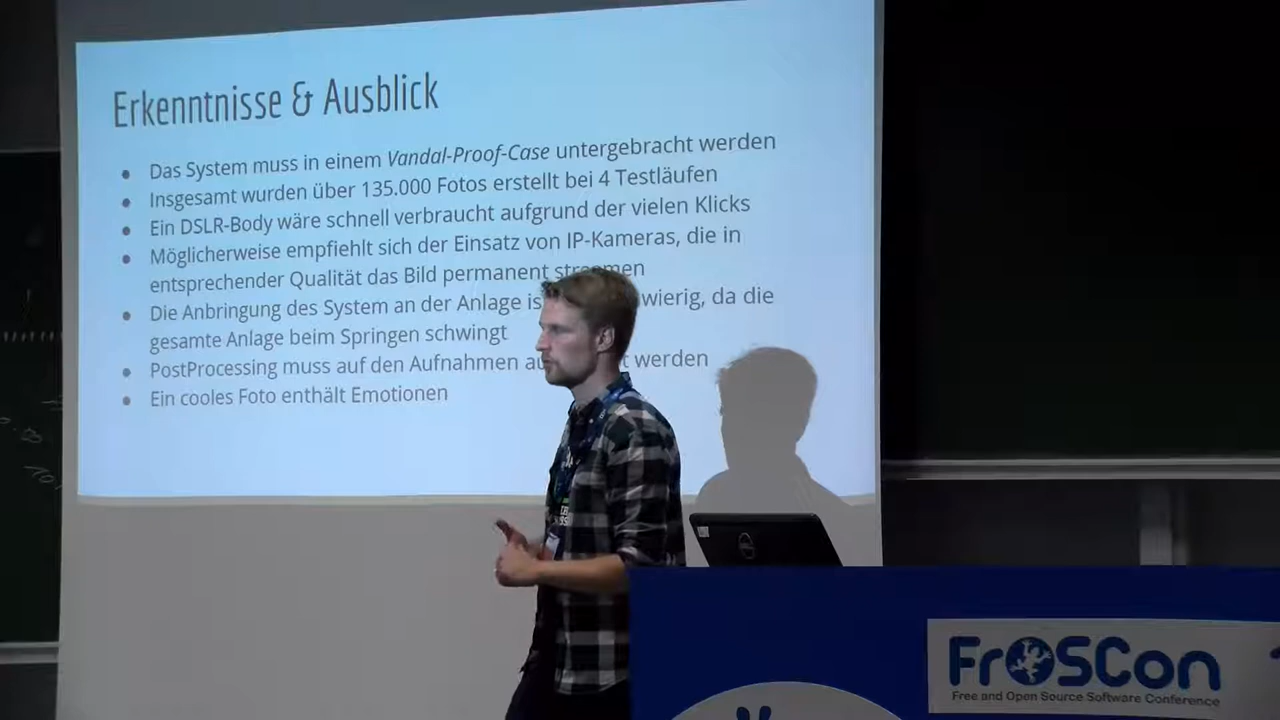 Erkenntnisse & Ausblick
Das System muss in einem Vandal-Proof-Case untergebracht werden
Insgesamt wurden über 135.000 Fotos erstellt bei 4 Testläufen
Ein DSLR-Body wäre schnell verbraucht aufgrund der vielen Klicks
Möglicherweise empfiehlt sich der Einsatz von IP-Kameras, die in
entsprechender Qualität das Bild permanent streamen
Die Anbringung des System an der Anlage is wierig, da die
gesamte Anlage beim Springen schwingt
PostProcessing muss auf den Aufnahmen au t werden
Ein cooles Foto enthält Emotionen
FrOSCon
Free and Open Source Software Conference